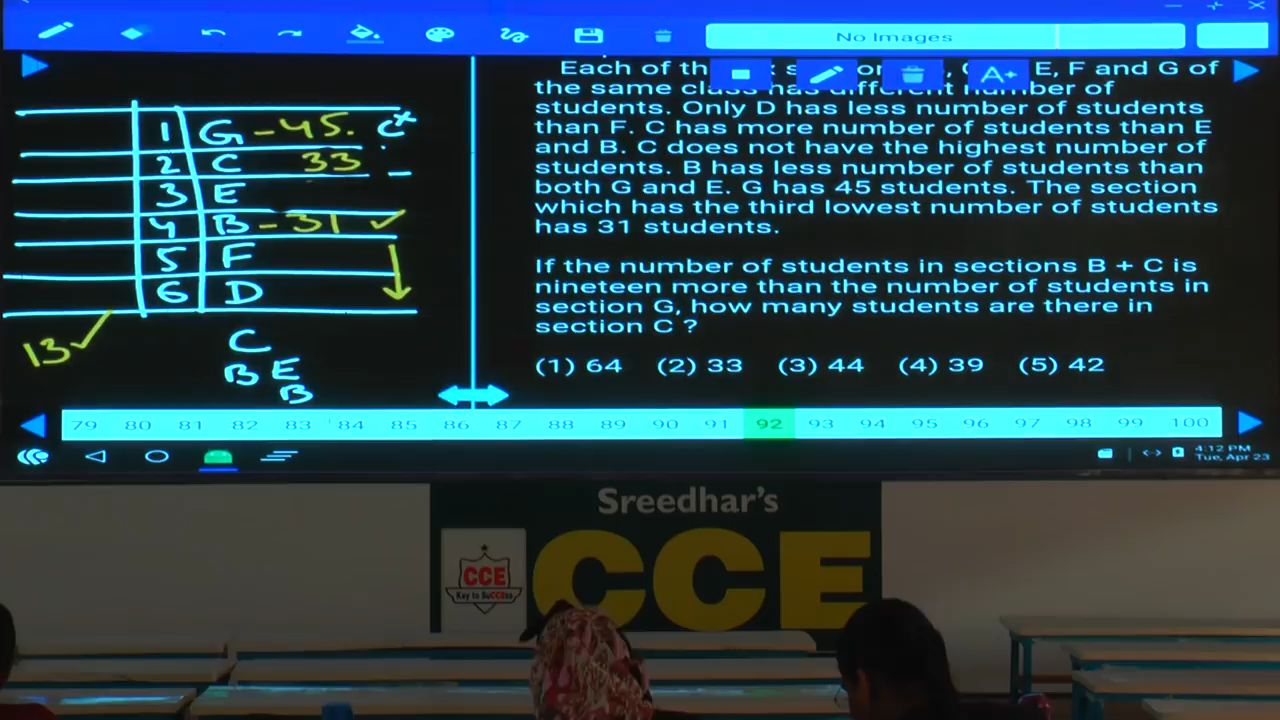 No Images
Each of th s on , C E, F and G of
the same class has different number of
students. Only D has less number of students
than F. C has more number of students than E
and B. C does not have the highest number of
students. B has less number of students than
both G and E. G has 45 students. The section
which has the third lowest number of students
has 31 students.
If the number of students in sections B + C is
nineteen more than the number of students in
section G, how many students are there in
section C ?
(1) 64 (2) 33 (3) 44 (4) 39 (5) 42
A+
1 G - 45. C*
2 C 33 -
3 E
4 B - 31 ✓
5 F
6 D
13 ✓
C
B E
B
79 80 81 82 83 84 85 86 87 88 89 90 91 92 93 94 95 96 97 98 99 100
4:12 PM
Tue, Apr 23
Sreedhar's
CCE
CCE
Key to SuCCEss